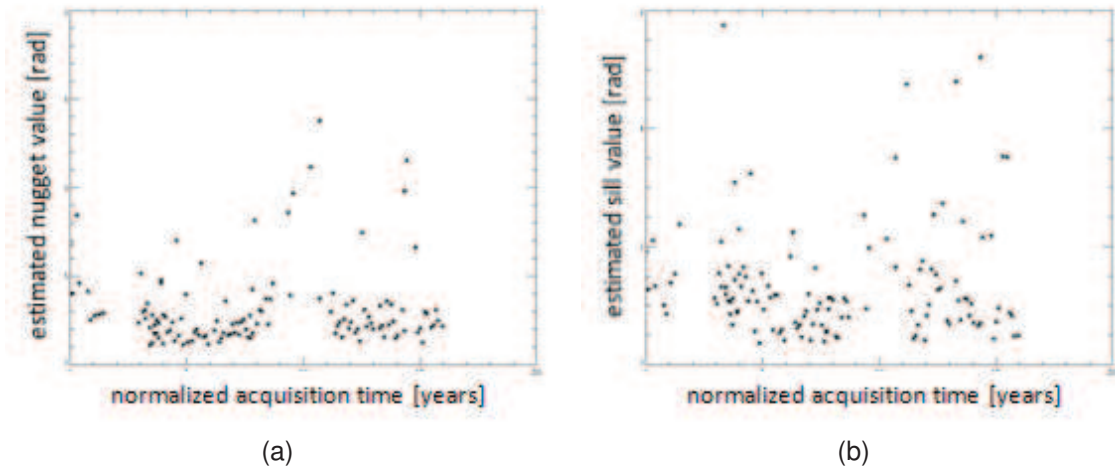 estimated nugget value [rad]
normalized acquisition time [years]
(a)
estimated sill value [rad]
normalized acquisition time [years]
(b)